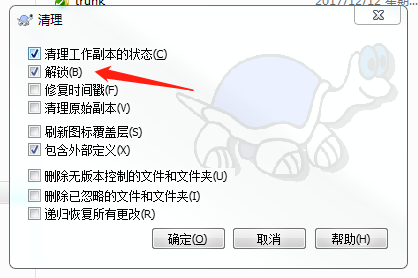 trunk
2017/12/12 星期...
清理
清理工作副本的状态(C)
解锁(B)
修复时间戳(F)
清理原始副本(V)
刷新图标覆盖层(S)
包含外部定义(X)
删除无版本控制的文件和文件夹(U)
删除已忽略的文件和文件夹(I)
递归恢复所有更改(R)
确定(O)
取消
帮助(H)